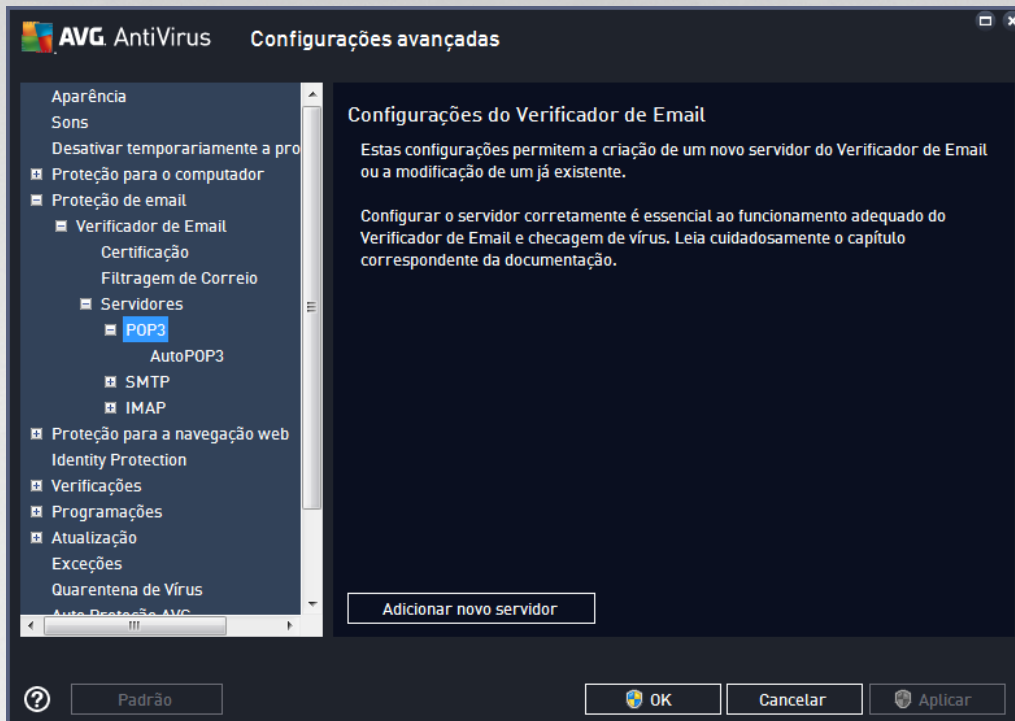 AVG. AntiVirus
Configurações avançadas
Aparência
Sons
Desativar temporariamente a pro
Proteção para o computador
Proteção de email
Verificador de Email
Certificação
Filtragem de Correio
Servidores
POP3
AutoPOP3
SMTP
IMAP
Proteção para a navegação web
Identity Protection
Verificações
Programações
Atualização
Exceções
Quarentena de Vírus
Auto Proteção AVG
Configurações do Verificador de Email
Estas configurações permitem a criação de um novo servidor do Verificador de Email
ou a modificação de um já existente.
Configurar o servidor corretamente é essencial ao funcionamento adequado do
Verificador de Email e checagem de vírus. Leia cuidadosamente o capítulo
correspondente da documentação.
Adicionar novo servidor
?
Padrão
OK
Cancelar
Aplicar